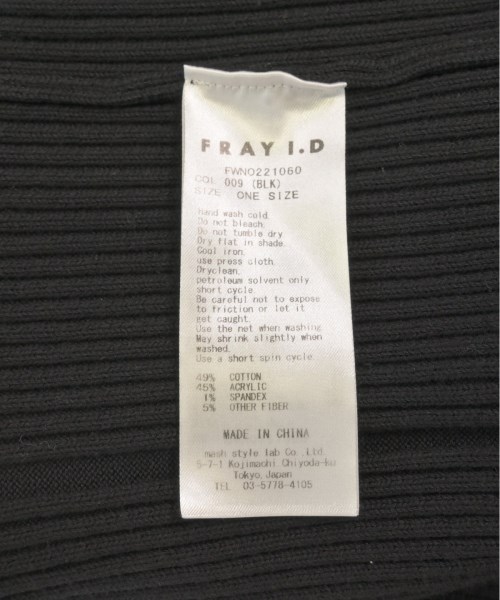 FRAY I.D
FWNO221060
COL 009 (BLK)
SIZE ONE SIZE
Hand wash cold.
Do not bleach.
Do not tumble dry.
Dry flat in shade.
Cool iron.
use press cloth.
Dryclean.
petroleum solvent only
short cycle.
Be careful not to expose
to friction or let it
get caught.
Use the net when washing.
May shrink slightly when
washed.
Use a short spin cycle.
49% COTTON
45% ACRYLIC
1% SPANDEX
5% OTHER FIBER
MADE IN CHINA
mash style lab Co.,Ltd.
5-7-1 Kojimachi Chiyoda-ku
Tokyo,Japan
TEL 03-5778-4105